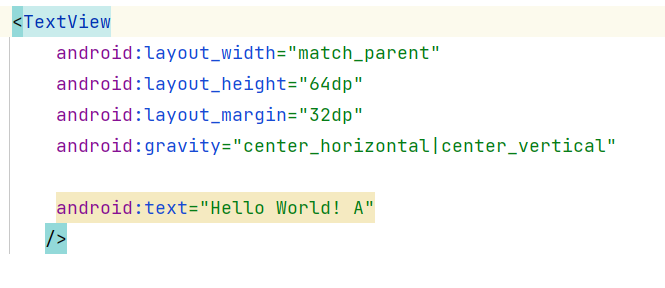 <TextView
android:layout_width="match_parent"
android:layout_height="64dp"
android:layout_margin="32dp"
android:gravity="center_horizontal|center_vertical"
android:text="Hello World! A"
/>